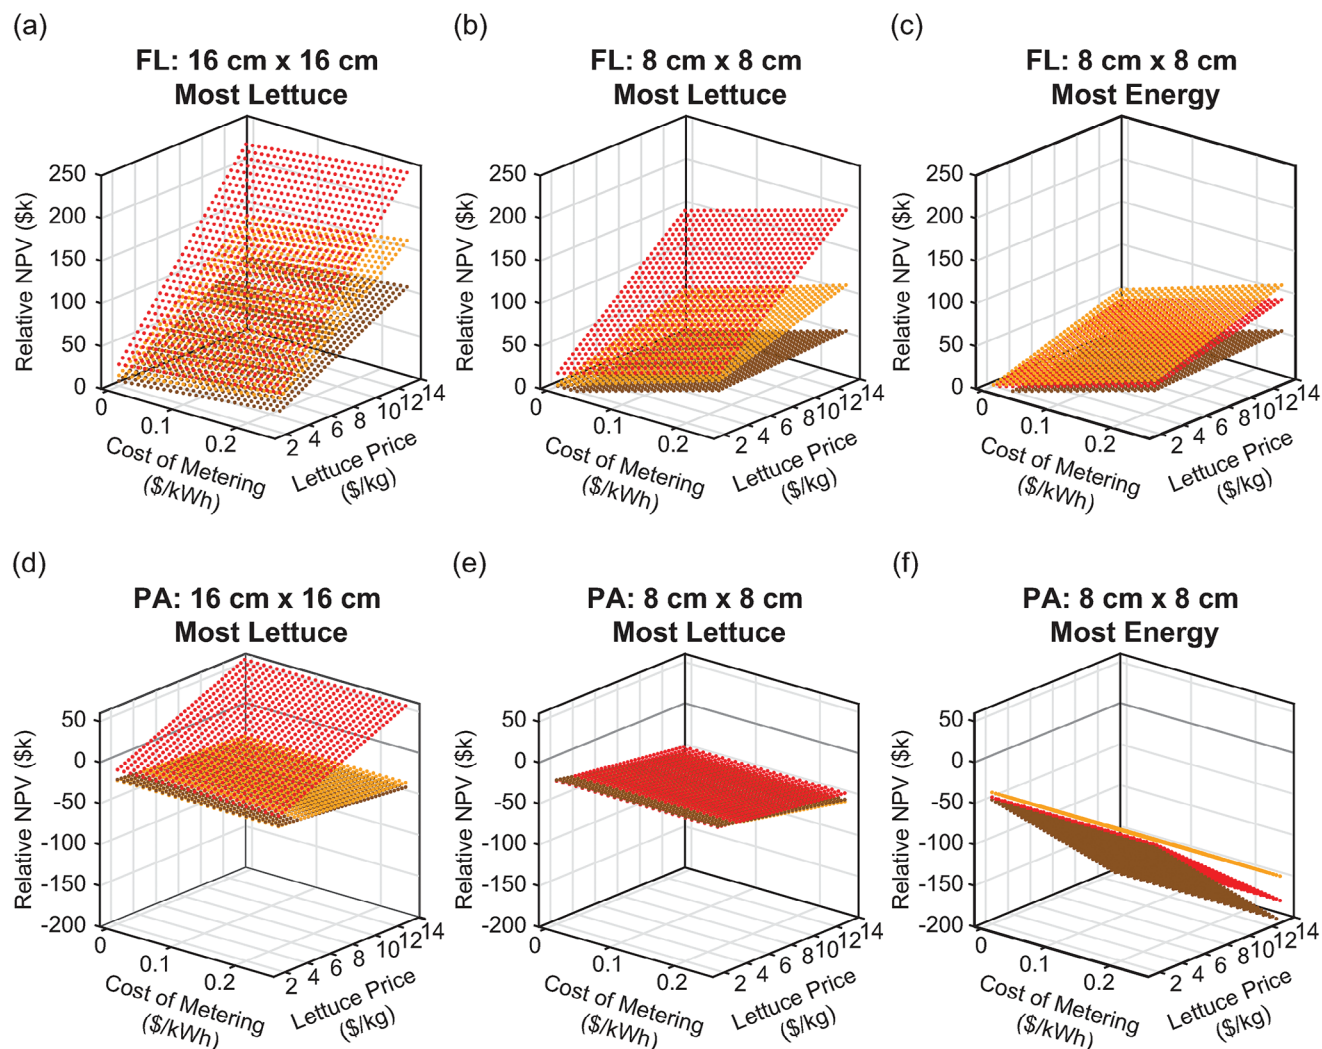 (a)
FL: 16 cm x 16 cm
Most Lettuce
250
200
150
100
50
0
Relative NPV ($k)
0
0.1
0.2
Cost of Metering
($/kWh)
2 4 6 8 10 12 14
Lettuce Price
($/kg)
(b)
FL: 8 cm x 8 cm
Most Lettuce
250
200
150
100
50
0
Relative NPV ($k)
0
0.1
0.2
Cost of Metering
($/kWh)
2 4 6 8 10 12 14
Lettuce Price
($/kg)
(c)
FL: 8 cm x 8 cm
Most Energy
250
200
150
100
50
0
Relative NPV ($k)
0
0.1
0.2
Cost of Metering
($/kWh)
2 4 6 8 10 12 14
Lettuce Price
($/kg)
(d)
PA: 16 cm x 16 cm
Most Lettuce
50
0
-50
-100
-150
-200
Relative NPV ($k)
0
0.1
0.2
Cost of Metering
($/kWh)
2 4 6 8 10 12 14
Lettuce Price
($/kg)
(e)
PA: 8 cm x 8 cm
Most Lettuce
50
0
-50
-100
-150
-200
Relative NPV ($k)
0
0.1
0.2
Cost of Metering
($/kWh)
2 4 6 8 10 12 14
Lettuce Price
($/kg)
(f)
PA: 8 cm x 8 cm
Most Energy
50
0
-50
-100
-150
-200
Relative NPV ($k)
0
0.1
0.2
Cost of Metering
($/kWh)
2 4 6 8 10 12 14
Lettuce Price
($/kg)